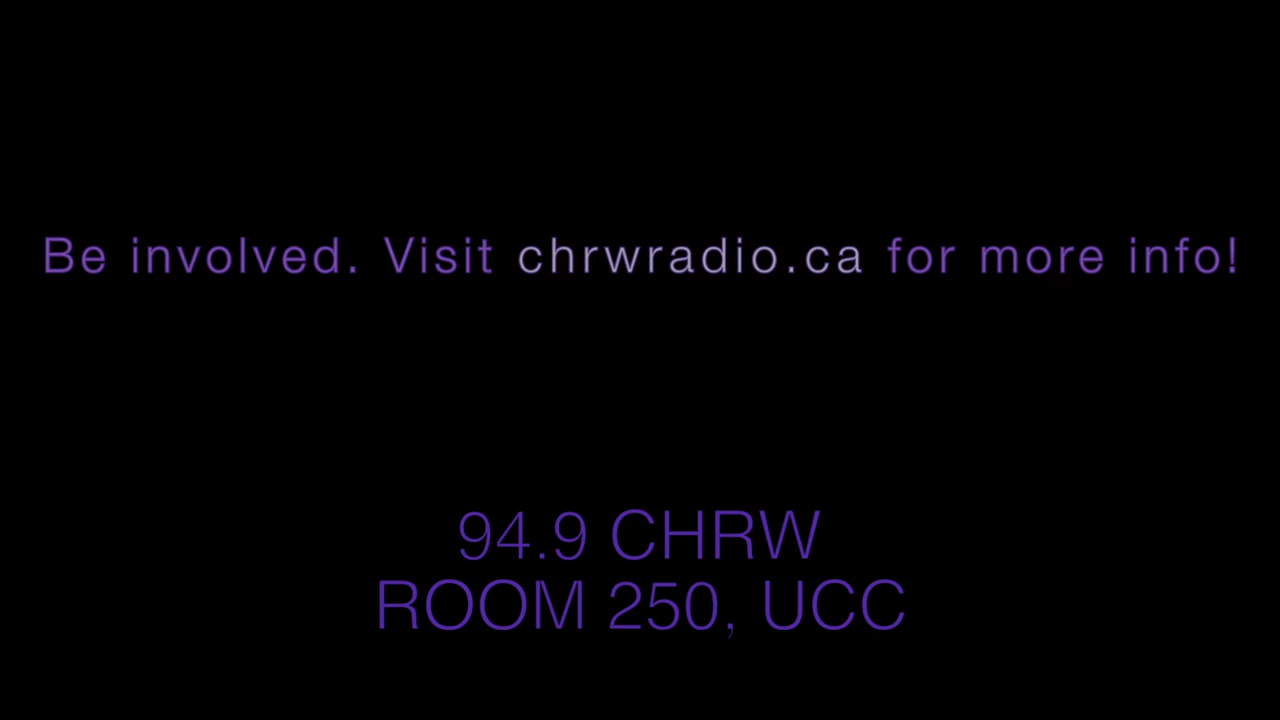 Be involved. Visit chrwradio.ca for more info!
94.9 CHRW
ROOM 250, UCC